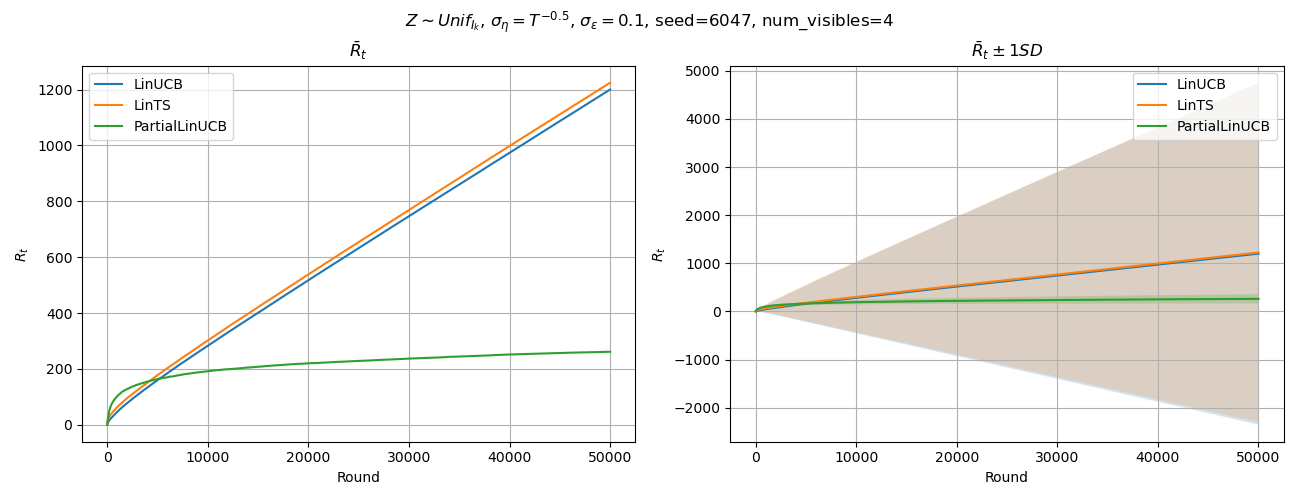 Z ∼ Unif_{I_k}, σ_η = T^{−0.5}, σ_ε = 0.1, seed=6047, num_visibles=4
R̄_t
R_t
1200
1000
800
600
400
200
0
LinUCB
LinTS
PartialLinUCB
0
10000
20000
30000
40000
50000
Round
R̄_t ± 1SD
R_t
5000
4000
3000
2000
1000
0
−1000
−2000
LinUCB
LinTS
PartialLinUCB
0
10000
20000
30000
40000
50000
Round